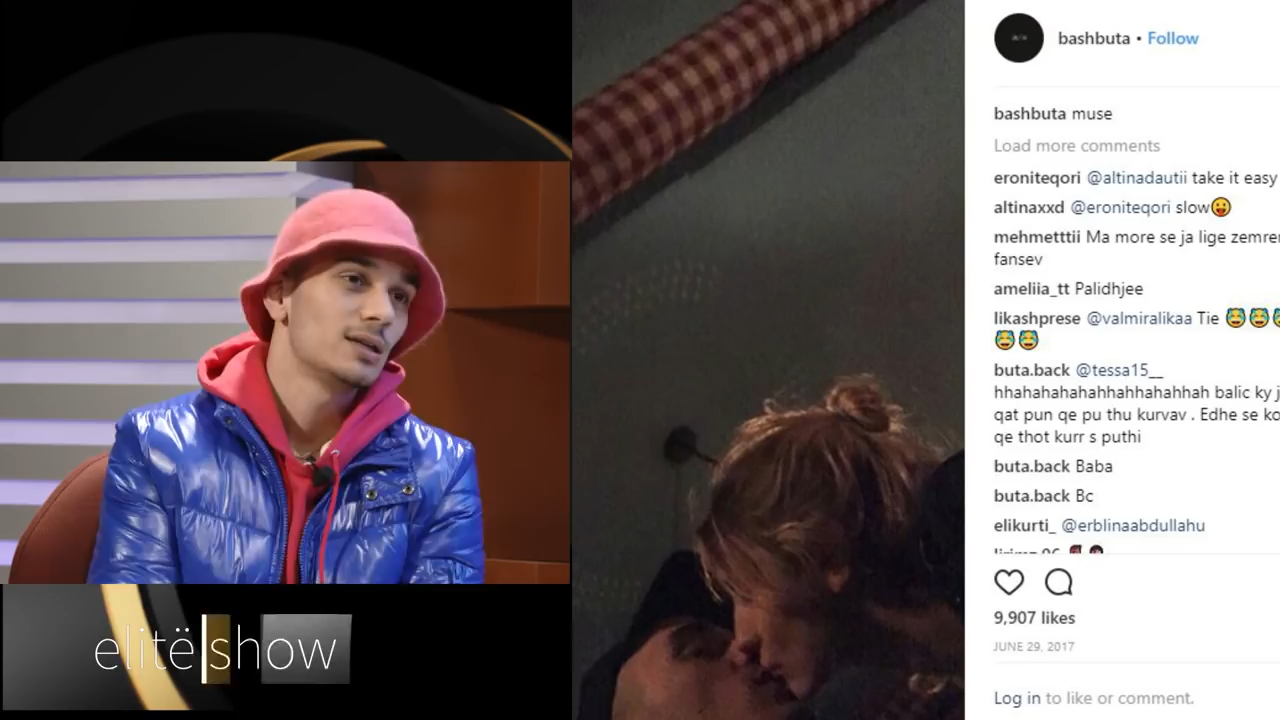 elitë show
bashbuta • Follow
bashbuta muse
Load more comments
eroniteqori @altinadautii take it easy
altinaxxd @eroniteqori slow😛
mehmetttii Ma more se ja lige zemren
fansev
ameliia_tt Palidhjee
likashprese @valmiralikaa Tie 😂😂
😂😂
buta.back @tessa15__
hhahahahahahhahhahahhah balic ky j
qat pun qe pu thu kurvav . Edhe se ko
qe thot kurr s puthi
buta.back Baba
buta.back Bc
elikurti_ @erblinaabdullahu
9,907 likes
JUNE 29, 2017
Log in to like or comment.